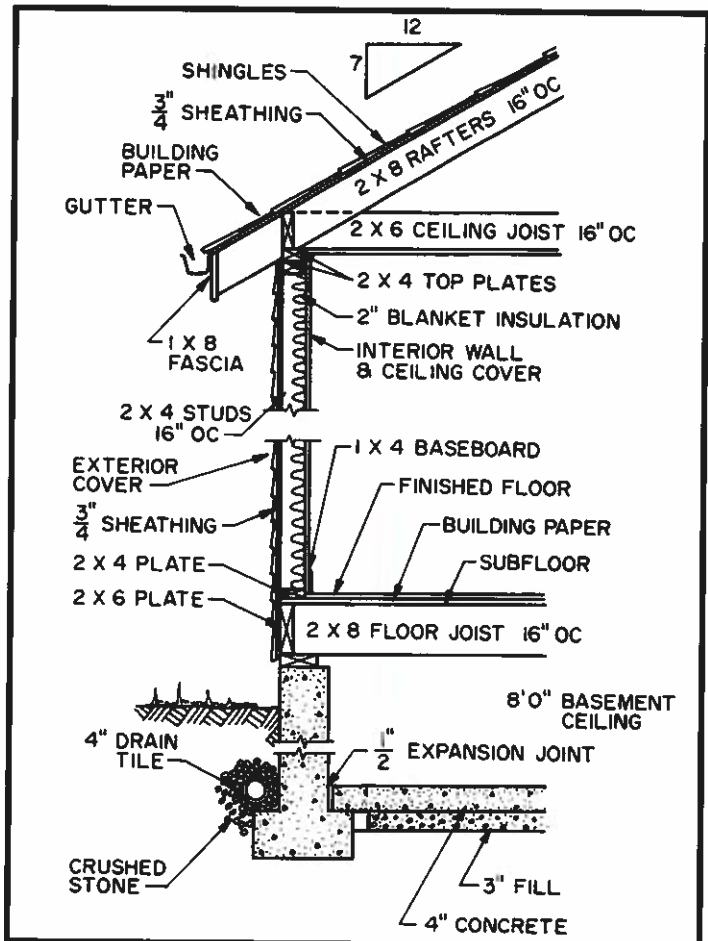 12
7
SHINGLES
3/4" SHEATHING
BUILDING
PAPER
GUTTER
2 X 8 RAFTERS 16" OC
2 X 6 CEILING JOIST 16" OC
2 X 4 TOP PLATES
2" BLANKET INSULATION
INTERIOR WALL
& CEILING COVER
1 X 8
FASCIA
2 X 4 STUDS
16" OC
1 X 4 BASEBOARD
EXTERIOR
COVER
FINISHED FLOOR
3/4" SHEATHING
BUILDING PAPER
SUBFLOOR
2 X 4 PLATE
2 X 6 PLATE
2 X 8 FLOOR JOIST 16" OC
8'0" BASEMENT
CEILING
4" DRAIN
TILE
1/2" EXPANSION JOINT
CRUSHED
STONE
3" FILL
4" CONCRETE